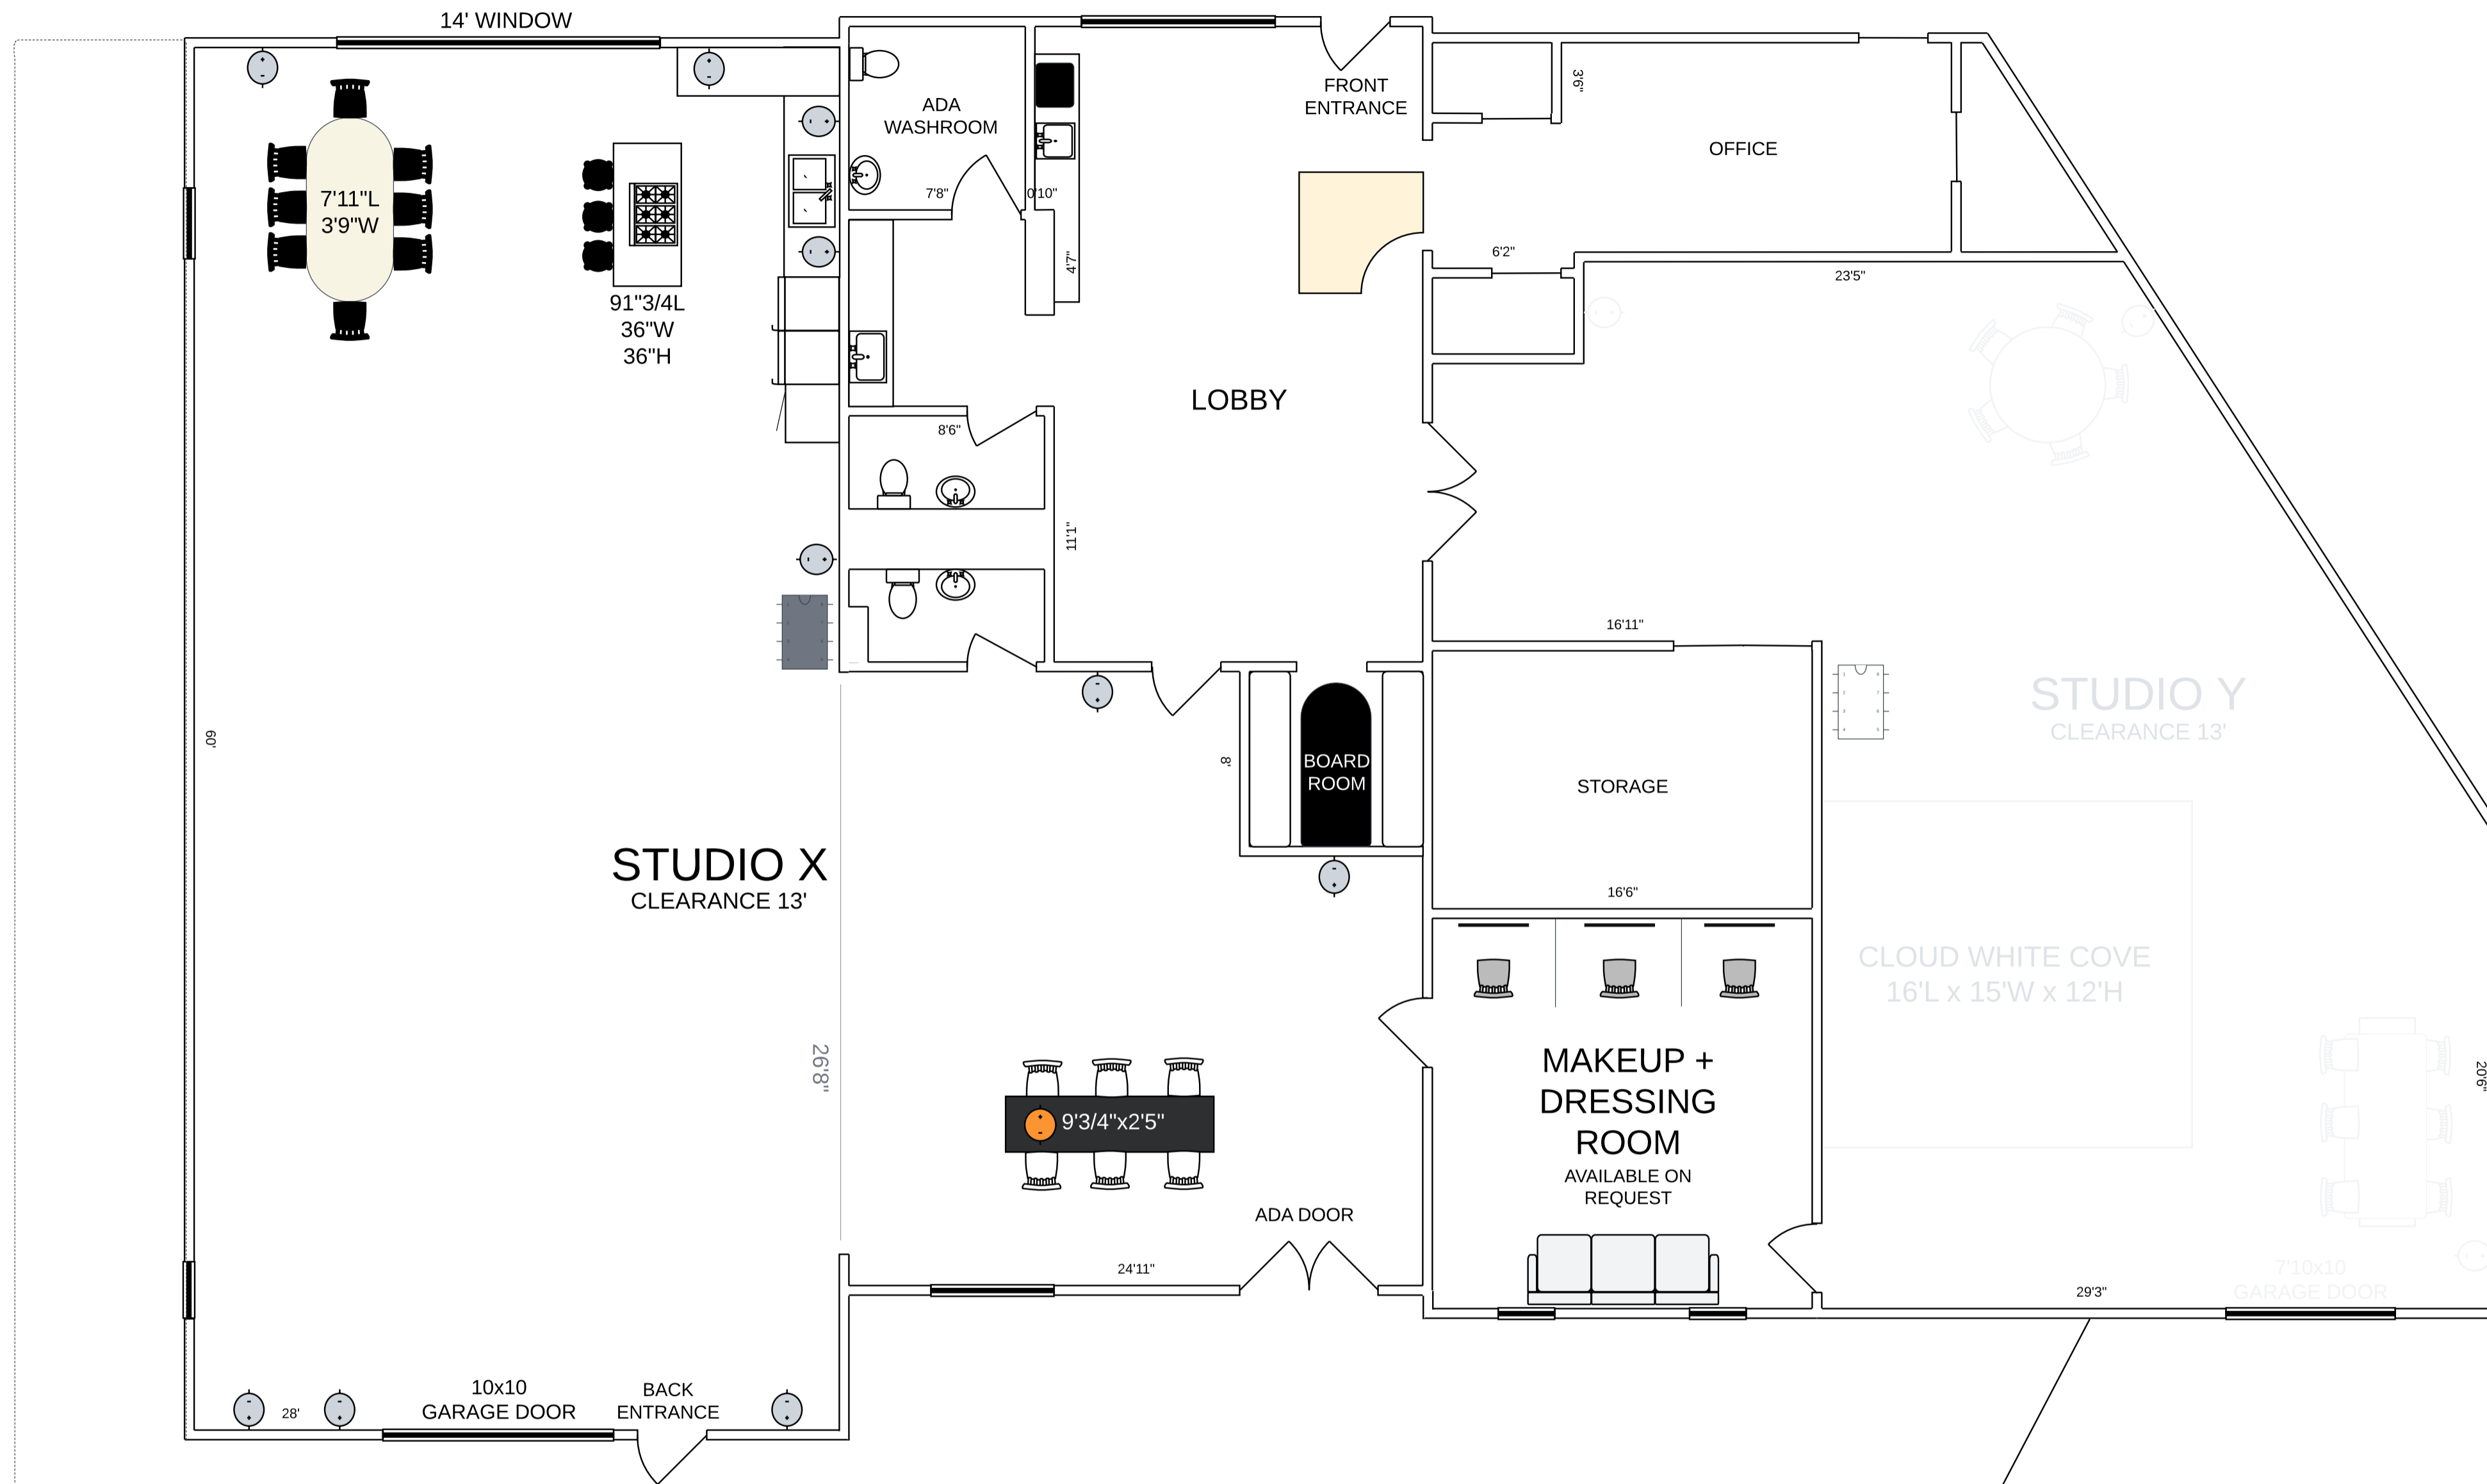 14' WINDOW
FRONT
ENTRANCE
3'6"
ADA
WASHROOM
OFFICE
7'11"L
3'9"W
7'8"
0'10"
4'7"
6'2"
23'5"
91"3/4L
36"W
36"H
LOBBY
8'6"
11'1"
16'11"
60'
STUDIO Y
CLEARANCE 13'
8'
BOARD
ROOM
STORAGE
STUDIO X
CLEARANCE 13'
16'6"
CLOUD WHITE COVE
16'L x 15'W x 12'H
26'8"
20'6"
MAKEUP +
DRESSING
ROOM
AVAILABLE ON
REQUEST
9'3/4"x2'5"
ADA DOOR
24'11"
7'10x10
GARAGE DOOR
29'3"
10x10
GARAGE DOOR
BACK
ENTRANCE
28'